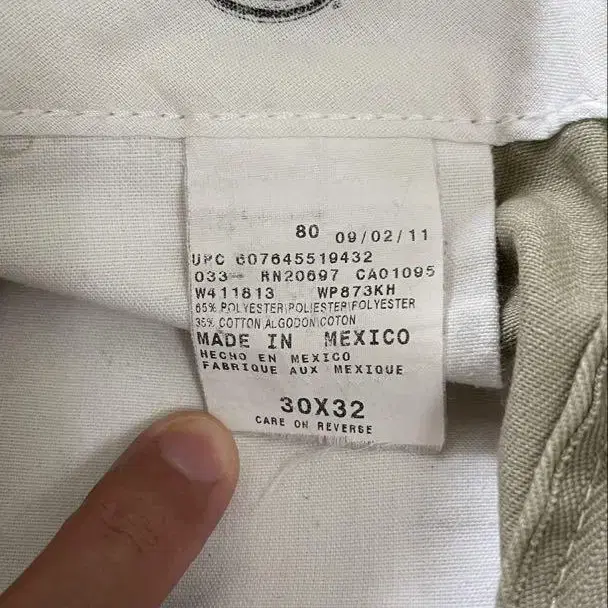 80 09/02/11
UPC 607645519432
033 RN20697 CA01095
W411813 WP873KH
65% POLYESTER POLIESTER POLYESTER
35% COTTON ALGODON COTON
MADE IN MEXICO
HECHO EN MEXICO
FABRIQUE AUX MEXIQUE
30X32
CARE ON REVERSE